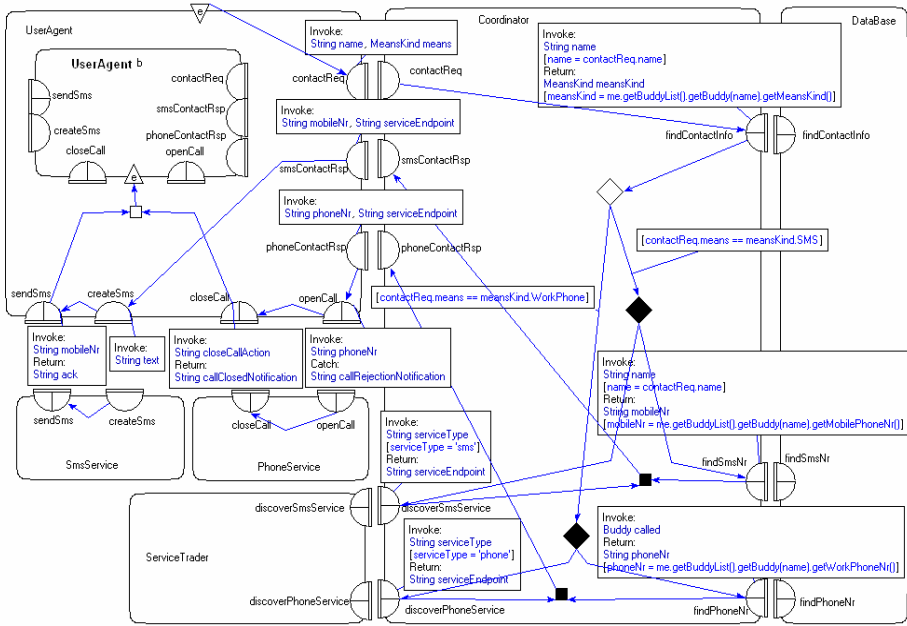 UserAgent
e
Invoke:
String name, MeansKind means
Coordinator
DataBase
Invoke:
String name
[name = contactReq.name]
Return:
MeansKind meansKind
[meansKind = me.getBuddyList().getBuddy(name).getMeansKind()]
UserAgent b
contactReq
smsContactRsp
phoneContactRsp
sendSms
createSms
closeCall
openCall
e
contactReq
contactReq
Invoke:
String mobileNr, String serviceEndpoint
smsContactRsp
smsContactRsp
findContactInfo
findContactInfo
Invoke:
String phoneNr, String serviceEndpoint
phoneContactRsp
phoneContactRsp
[contactReq.means == meansKind.SMS]
[contactReq.means == meansKind.WorkPhone]
sendSms
createSms
closeCall
openCall
Invoke:
String mobileNr
Return:
String ack
Invoke:
String text
Invoke:
String closeCallAction
Return:
String callClosedNotification
Invoke:
String phoneNr
Catch:
String callRejectionNotification
Invoke:
String name
[name = contactReq.name]
Return:
String mobileNr
[mobileNr = me.getBuddyList().getBuddy(name).getMobilePhoneNr()]
sendSms
createSms
SmsService
closeCall
openCall
PhoneService
Invoke:
String serviceType
[serviceType = 'sms']
Return:
String serviceEndpoint
findSmsNr
findSmsNr
discoverSmsService
discoverSmsService
ServiceTrader
Invoke:
String serviceType
[serviceType = 'phone']
Return:
String serviceEndpoint
Invoke:
Buddy called
Return:
String phoneNr
[phoneNr = me.getBuddyList().getBuddy(name).getWorkPhoneNr()]
discoverPhoneService
discoverPhoneService
findPhoneNr
findPhoneNr